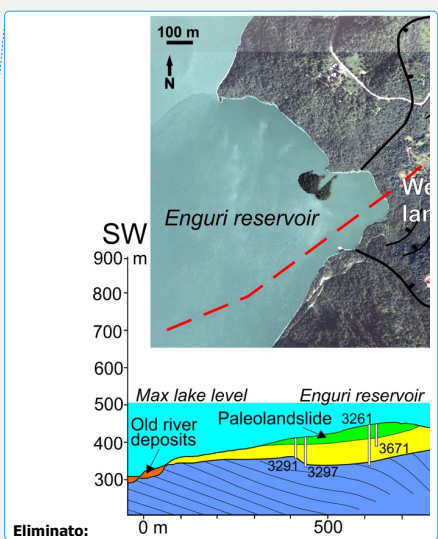 100 m
N
We
lan
Enguri reservoir
SW
900 m
800
700
600
500
400
300
Max lake level
Enguri reservoir
Old river
deposits
Paleolandslide
3261
3671
3291
3297
Eliminato:
0 m
500